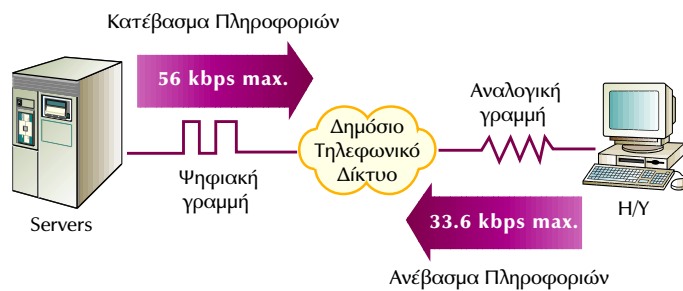 Κατέβασμα Πληροφοριών
56 kbps max.
Αναλογική
γραμμή
Δημόσιο
Τηλεφωνικό
Δίκτυο
Ψηφιακή
γραμμή
Servers
33.6 kbps max.
Η/Υ
Ανέβασμα Πληροφοριών